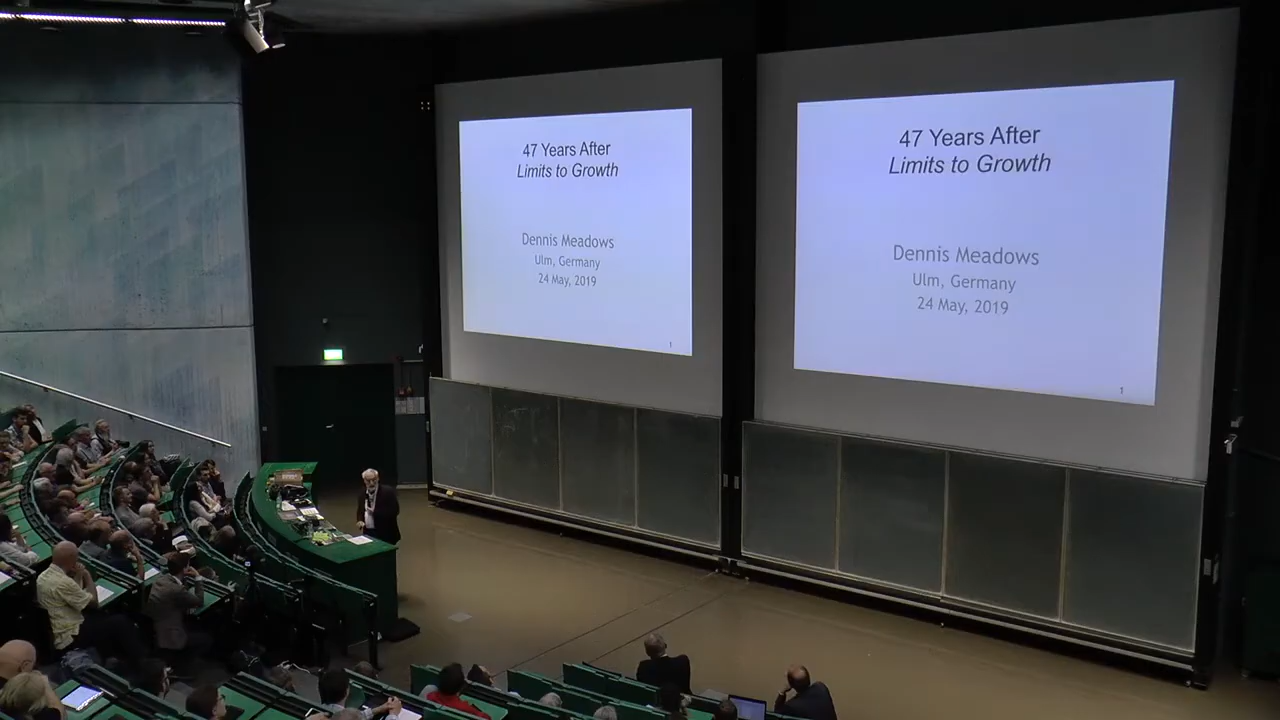 47 Years After
Limits to Growth
Dennis Meadows
Ulm, Germany
24 May, 2019
1
47 Years After
Limits to Growth
Dennis Meadows
Ulm, Germany
24 May, 2019
1